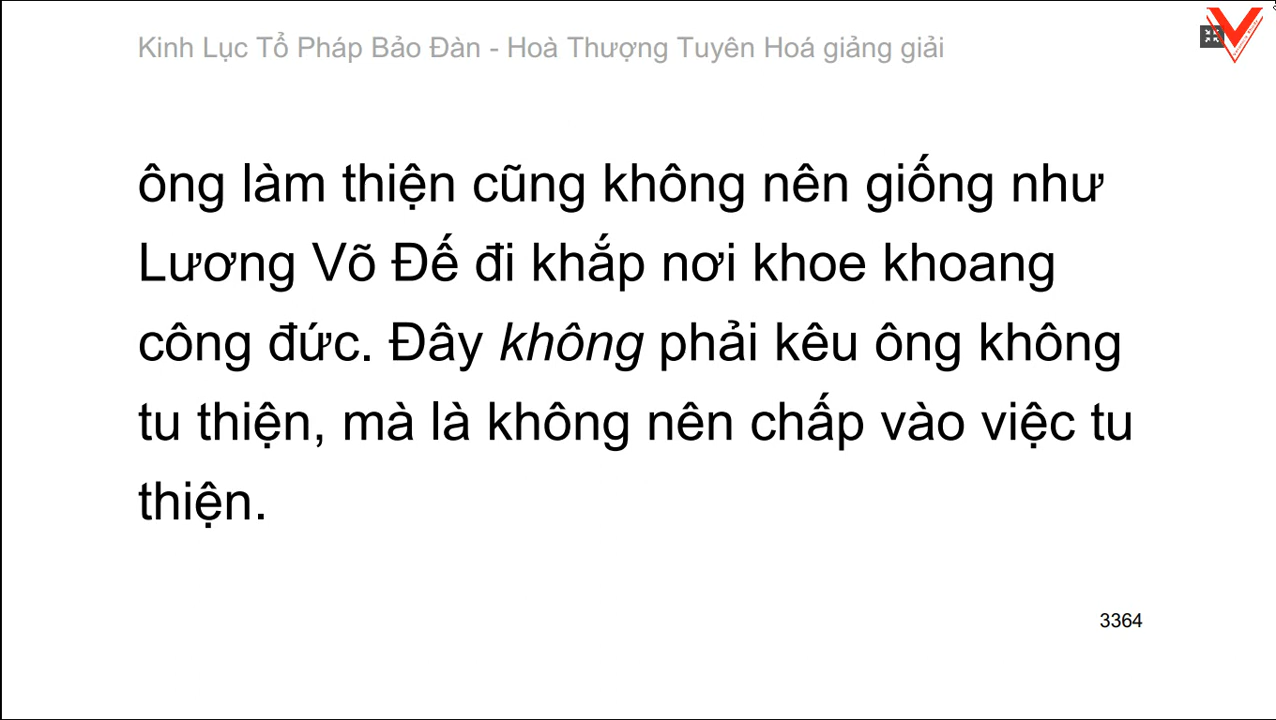 Kinh Lục Tổ Pháp Bảo Đàn - Hoà Thượng Tuyên Hoá giảng giải
ông làm thiện cũng không nên giống như
Lương Võ Đế đi khắp nơi khoe khoang
công đức. Đây không phải kêu ông không
tu thiện, mà là không nên chấp vào việc tu
thiện.
3364